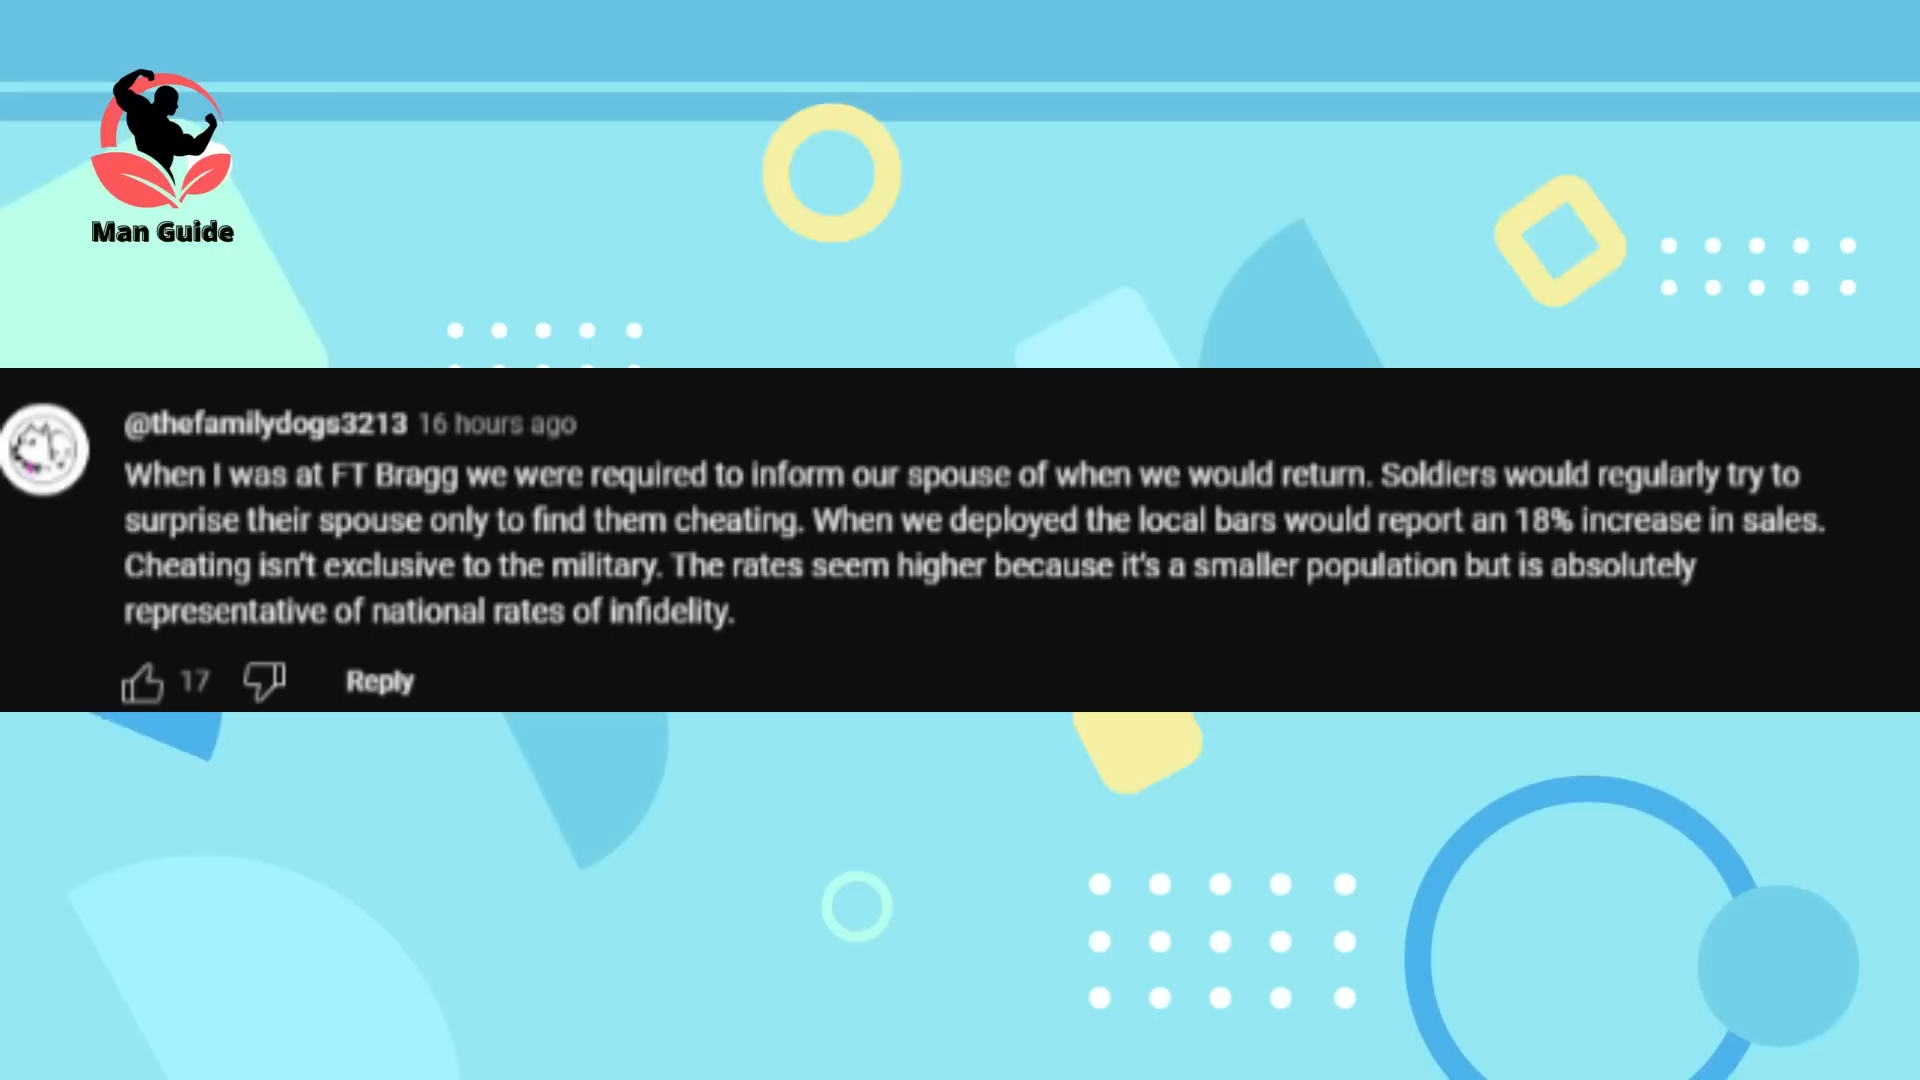 Man Guide
@thefamilydogs3213 16 hours ago
When I was at FT Bragg we were required to inform our spouse of when we would return. Soldiers would regularly try to
surprise their spouse only to find them cheating. When we deployed the local bars would report an 18% increase in sales.
Cheating isn't exclusive to the military. The rates seem higher because it's a smaller population but is absolutely
representative of national rates of infidelity.
17 Reply